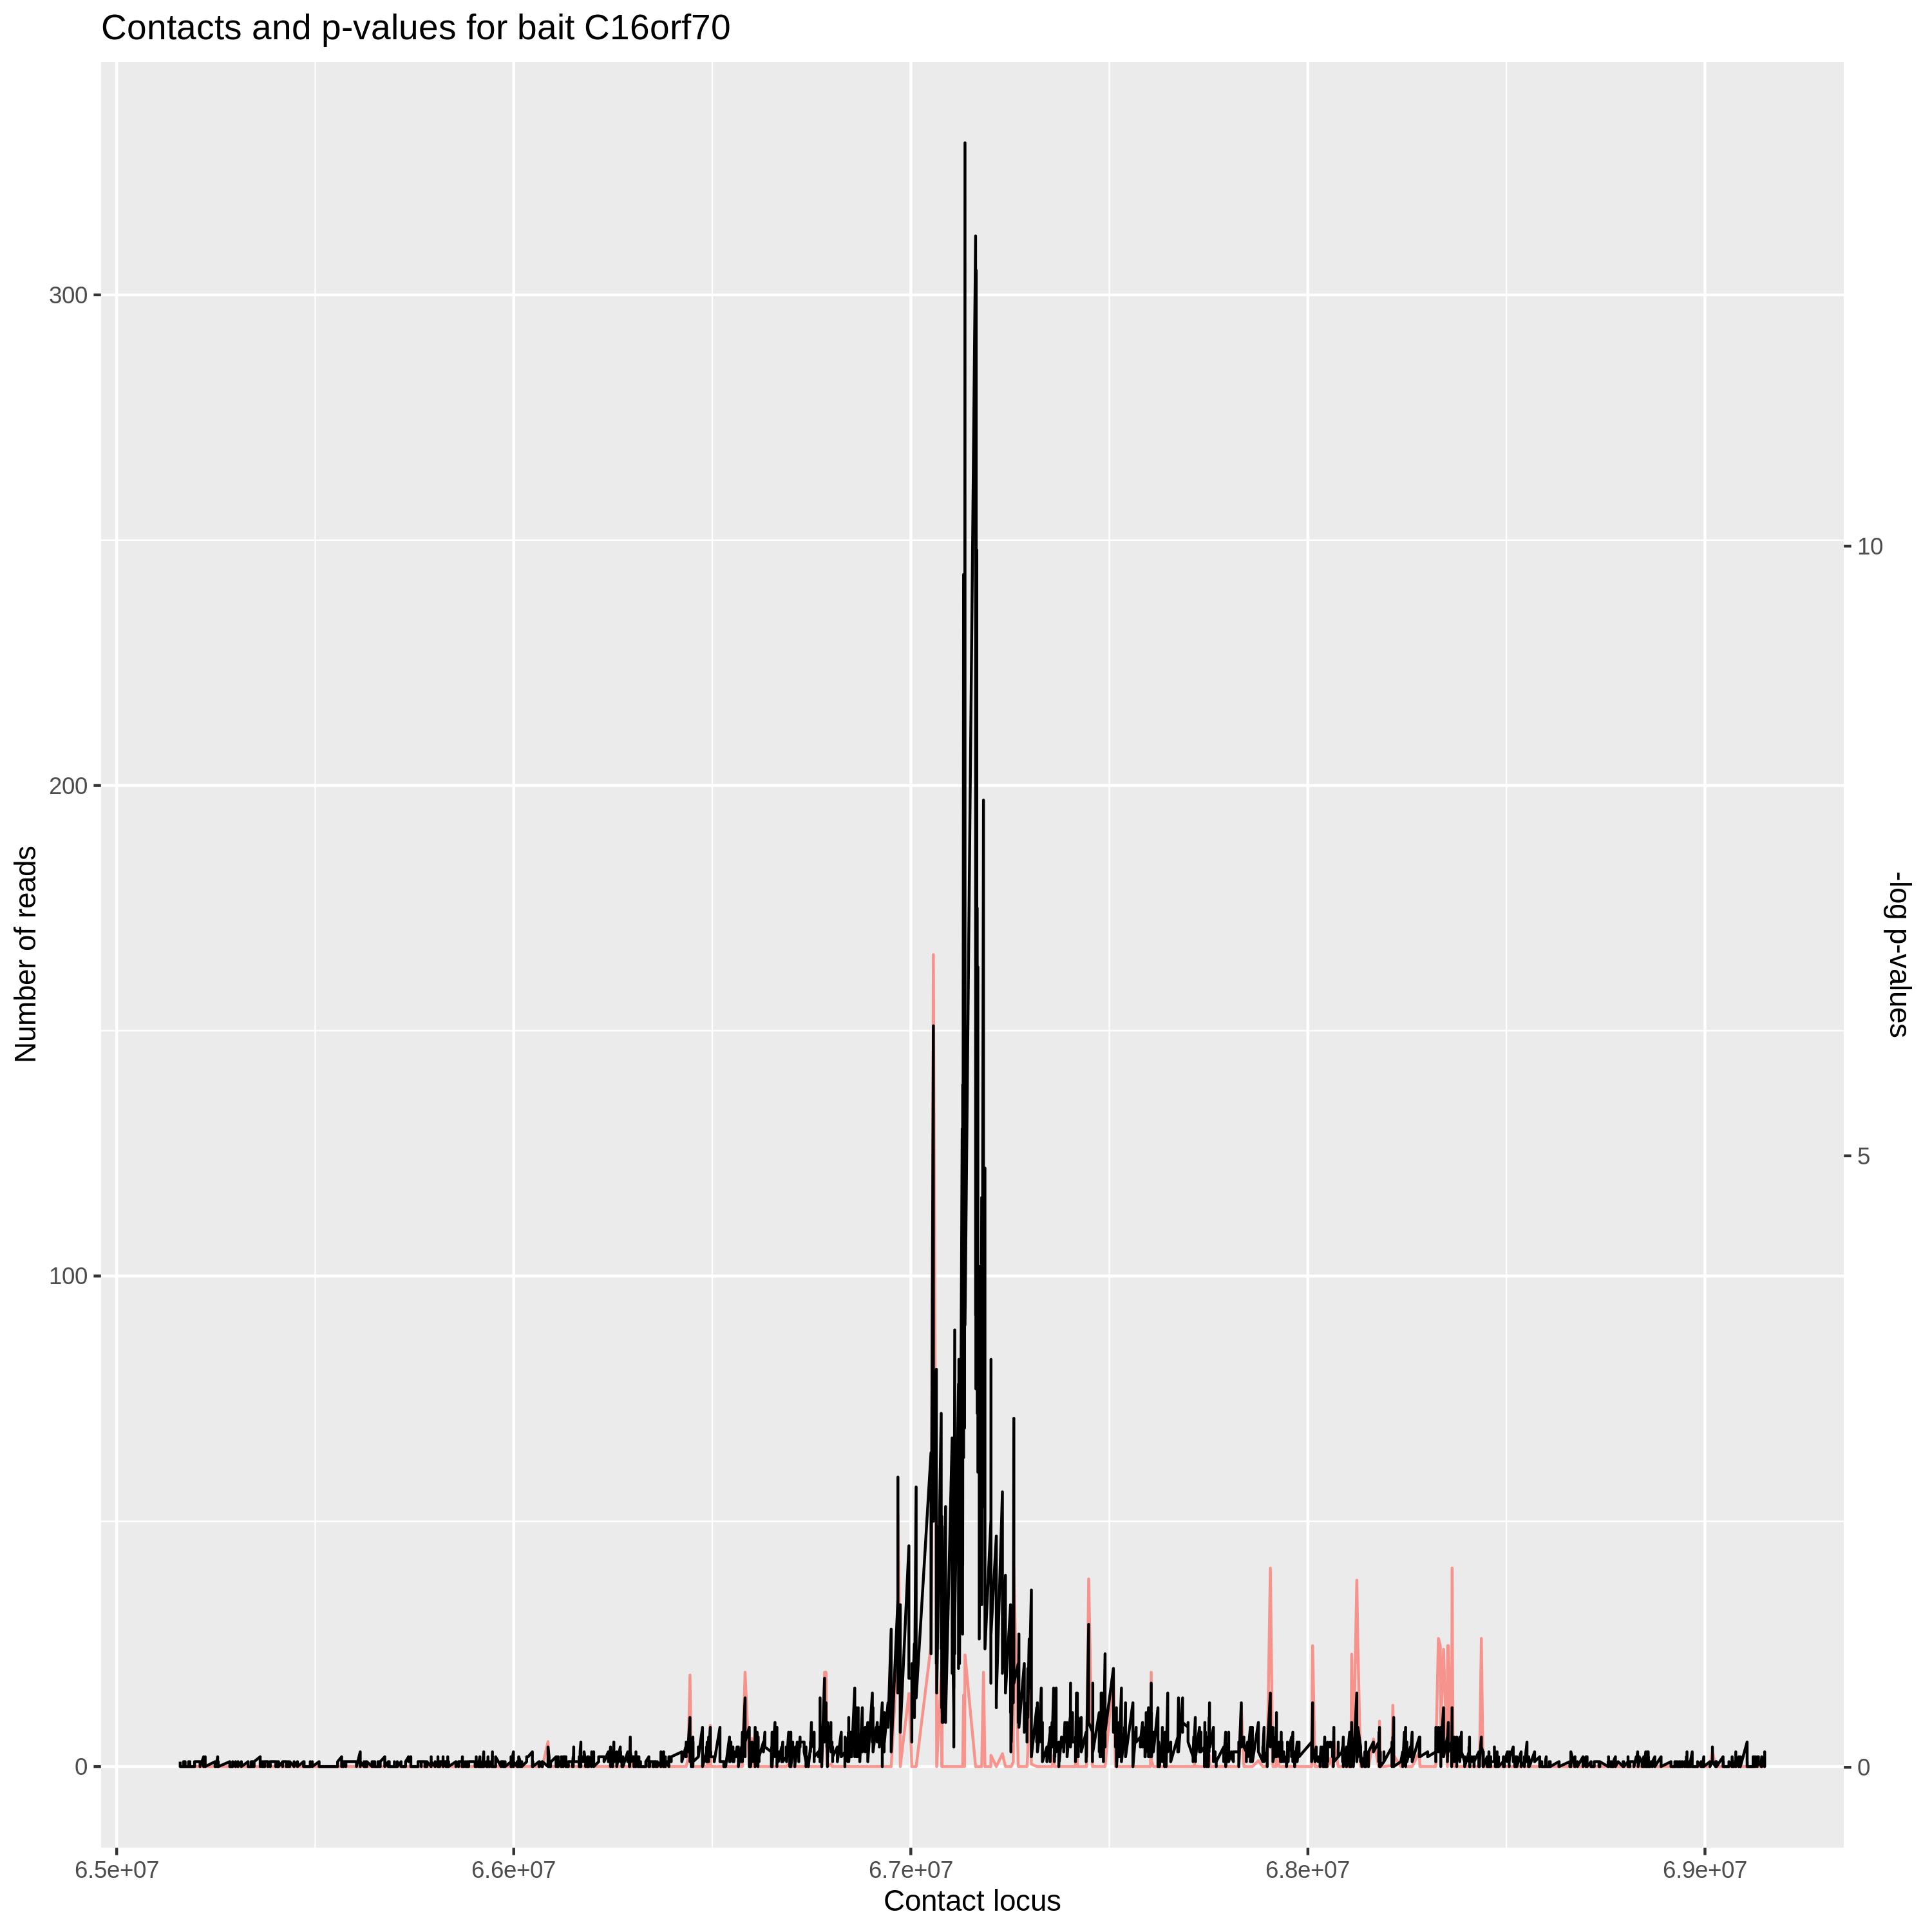 Contacts and p-values for bait C16orf70
300
200
100
0
Number of reads
10
5
0
-log p-values
6.5e+07
6.6e+07
6.7e+07
6.8e+07
6.9e+07
Contact locus